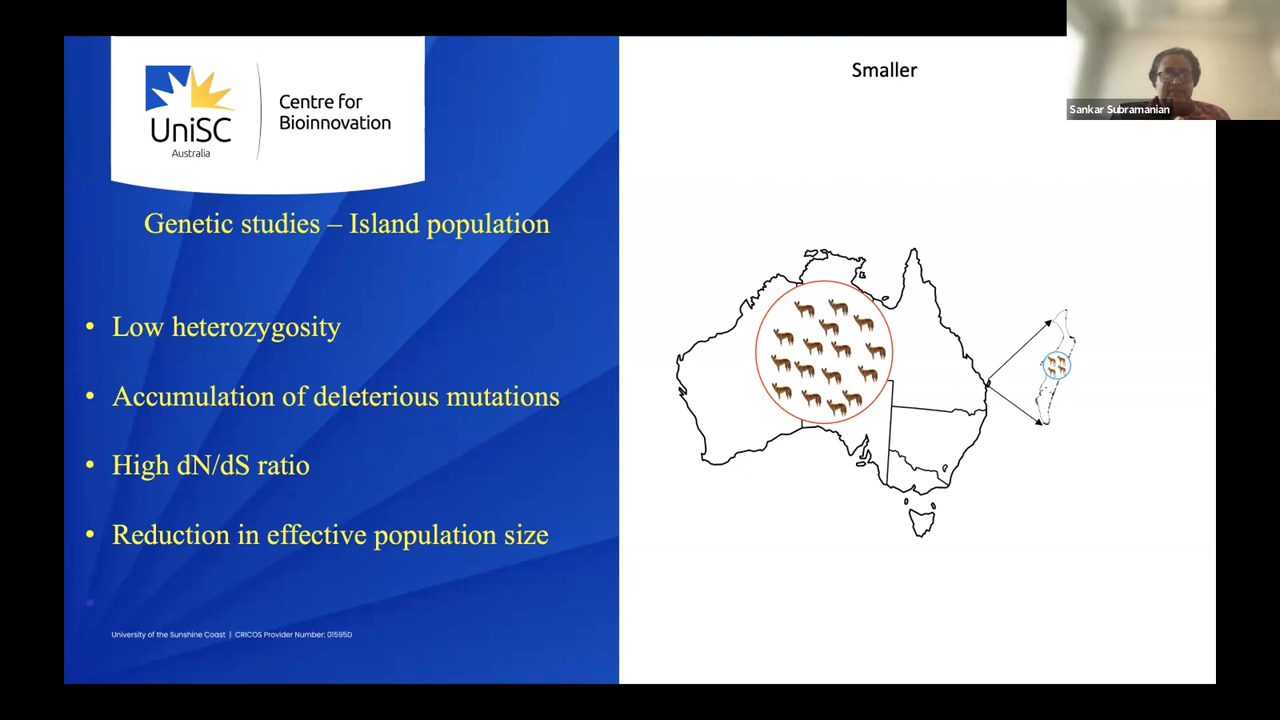 UniSC
Australia
Centre for
Bioinnovation
Genetic studies – Island population
• Low heterozygosity
• Accumulation of deleterious mutations
• High dN/dS ratio
• Reduction in effective population size
University of the Sunshine Coast | CRICOS Provider Number: 01595D
Smaller
Sankar Subramanian